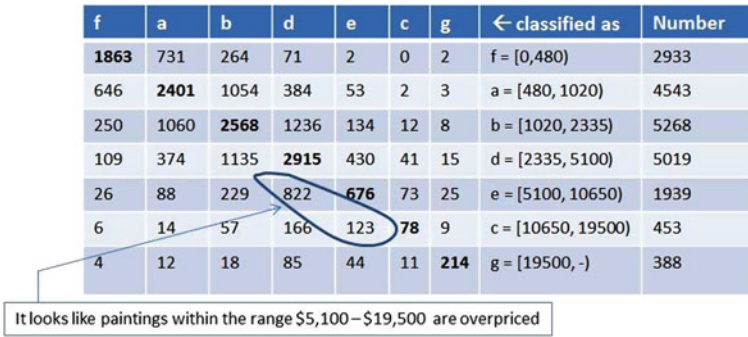 f a b d e c g ← classified as Number
1863 731 264 71 2 0 2 f = [0,480) 2933
646 2401 1054 384 53 2 3 a = [480, 1020) 4543
250 1060 2568 1236 134 12 8 b = [1020, 2335) 5268
109 374 1135 2915 430 41 15 d = [2335, 5100) 5019
26 88 229 822 676 73 25 e = [5100, 10650) 1939
6 14 57 166 123 78 9 c = [10650, 19500) 453
4 12 18 85 44 11 214 g = [19500, -) 388
It looks like paintings within the range $5,100–$19,500 are overpriced